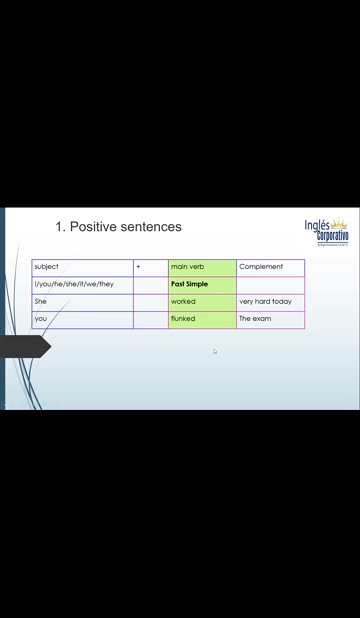 1. Positive sentences
Inglés
Corporativo
subject + main verb Complement
I/you/he/she/it/we/they Past Simple
She worked very hard today
you flunked The exam